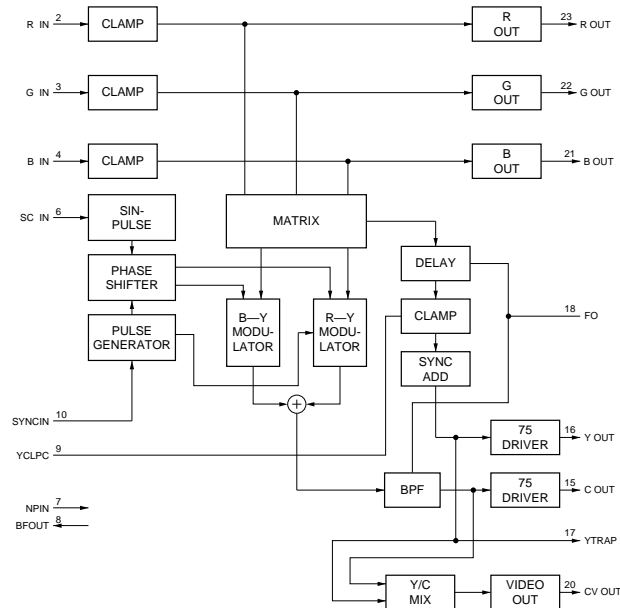 R IN 2 CLAMP R OUT 23 R OUT
G IN 3 CLAMP G OUT 22 G OUT
B IN 4 CLAMP B OUT 21 B OUT
SC IN 6 SIN-
PULSE
MATRIX
PHASE
SHIFTER
DELAY
PULSE
GENERATOR
B—Y
MODU-
LATOR
R—Y
MODU-
LATOR
CLAMP
18 FO
SYNC
ADD
SYNCIN 10
+
75
DRIVER
16 Y OUT
YCLPC 9
BPF
75
DRIVER
15 C OUT
NPIN 7
BFOUT 8
17 YTRAP
Y/C
MIX
VIDEO
OUT
20 CV OUT